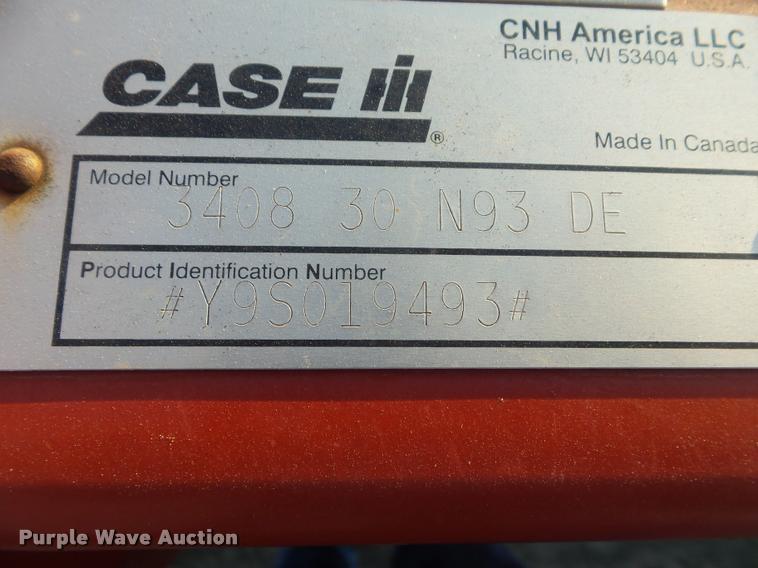 CNH America LLC
Racine, WI 53404 U.S.A.
CASE IH
®
Made In Canada
Model Number
3408 30 N93 DE
Product Identification Number
#Y9S019493#
Purple Wave Auction